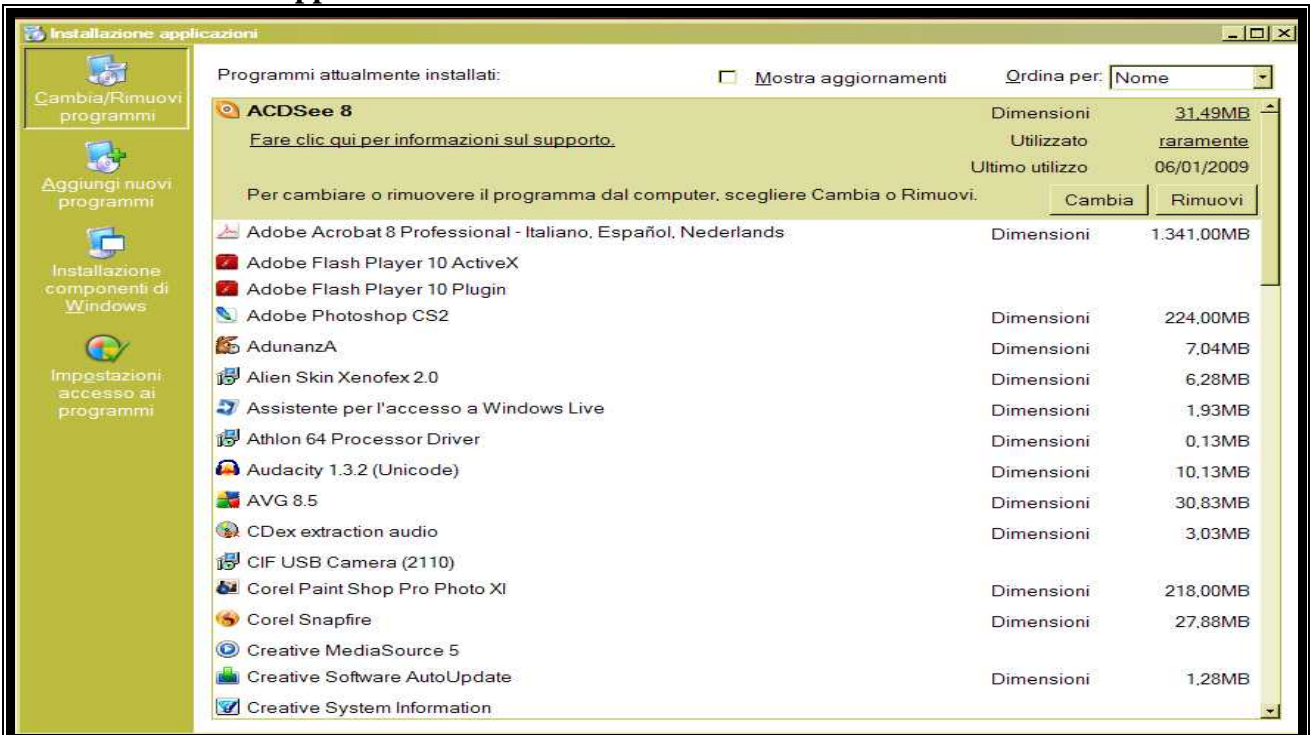 Installazione applicazioni
Cambia/Rimuovi
programmi
Aggiungi nuovi
programmi
Installazione
componenti di
Windows
Impostazioni
accesso ai
programmi
Programmi attualmente installati:
Mostra aggiornamenti
Ordina per: Nome
ACDSee 8 Dimensioni 31,49MB
Fare clic qui per informazioni sul supporto. Utilizzato raramente
Ultimo utilizzo 06/01/2009
Per cambiare o rimuovere il programma dal computer, scegliere Cambia o Rimuovi. Cambia Rimuovi
Adobe Acrobat 8 Professional - Italiano, Español, Nederlands Dimensioni 1.341,00MB
Adobe Flash Player 10 ActiveX
Adobe Flash Player 10 Plugin
Adobe Photoshop CS2 Dimensioni 224,00MB
AdunanzA Dimensioni 7,04MB
Alien Skin Xenofex 2.0 Dimensioni 6,28MB
Assistente per l'accesso a Windows Live Dimensioni 1,93MB
Athlon 64 Processor Driver Dimensioni 0,13MB
Audacity 1.3.2 (Unicode) Dimensioni 10,13MB
AVG 8.5 Dimensioni 30,83MB
CDex extraction audio Dimensioni 3,03MB
CIF USB Camera (2110)
Corel Paint Shop Pro Photo XI Dimensioni 218,00MB
Corel Snapfire Dimensioni 27,88MB
Creative MediaSource 5
Creative Software AutoUpdate Dimensioni 1,28MB
Creative System Information